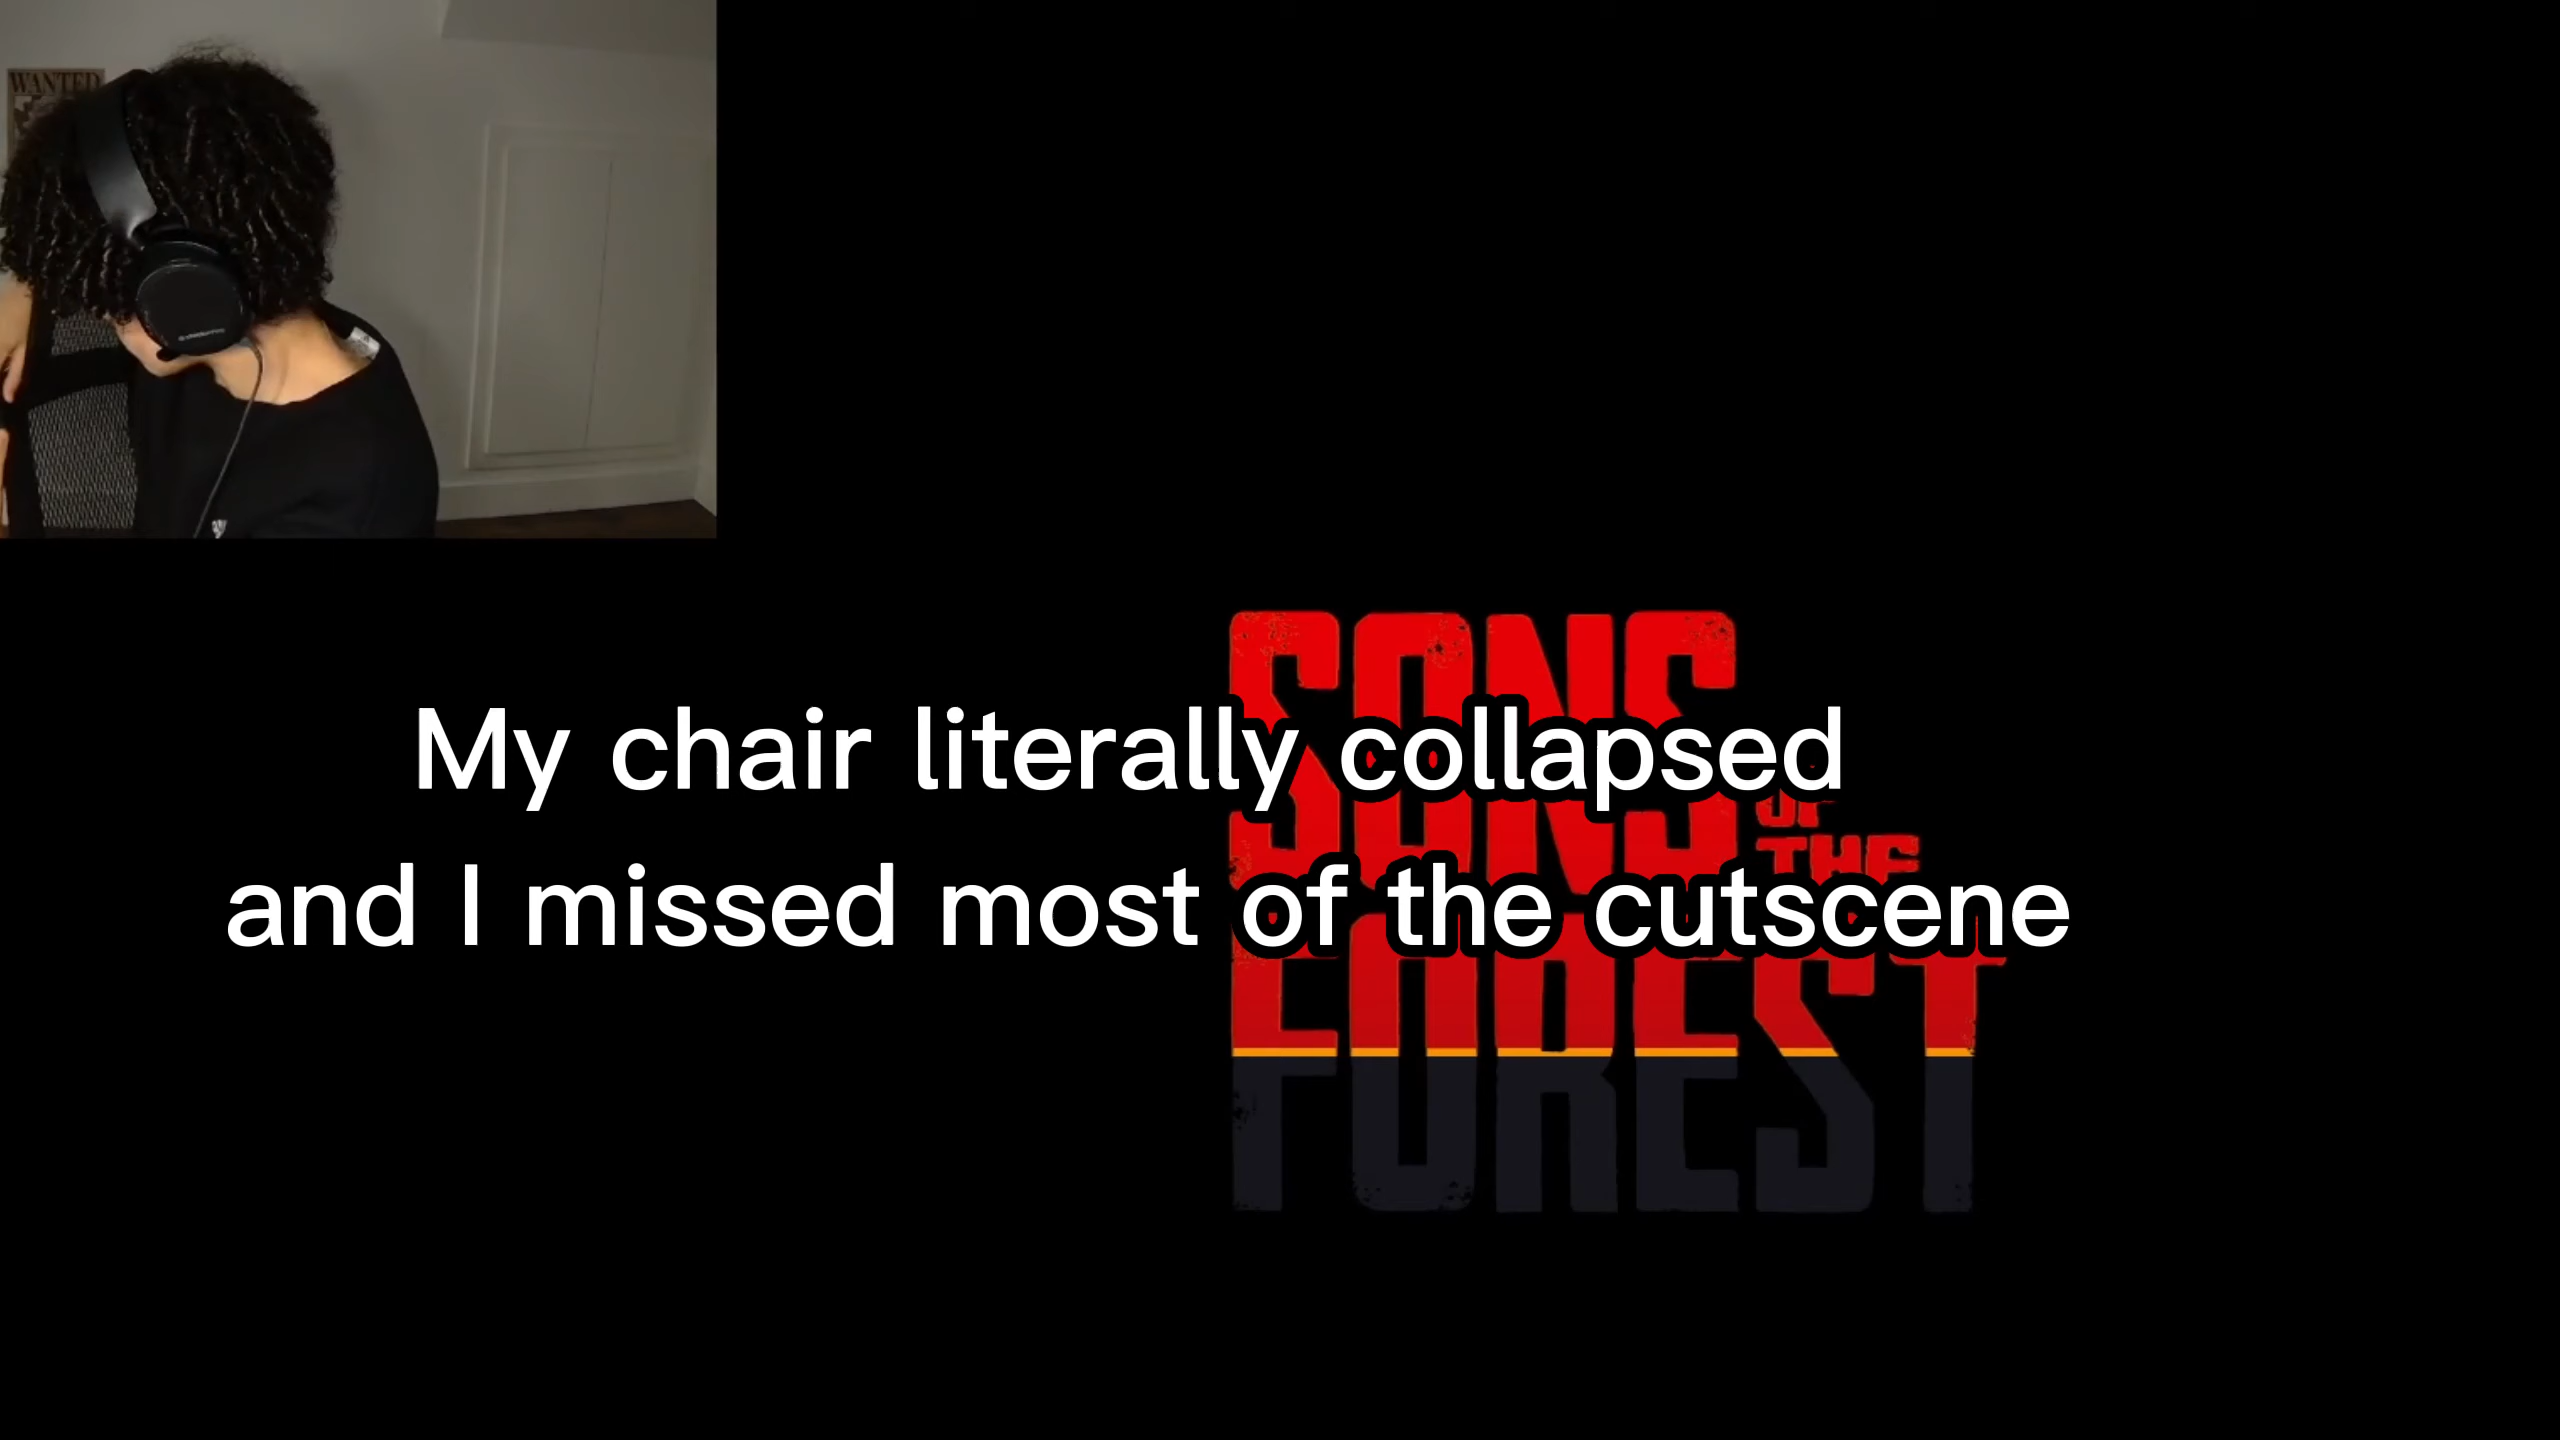 WANTED
My chair literally collapsed
and I missed most of the cutscene
SONS
OF
THE
FOREST